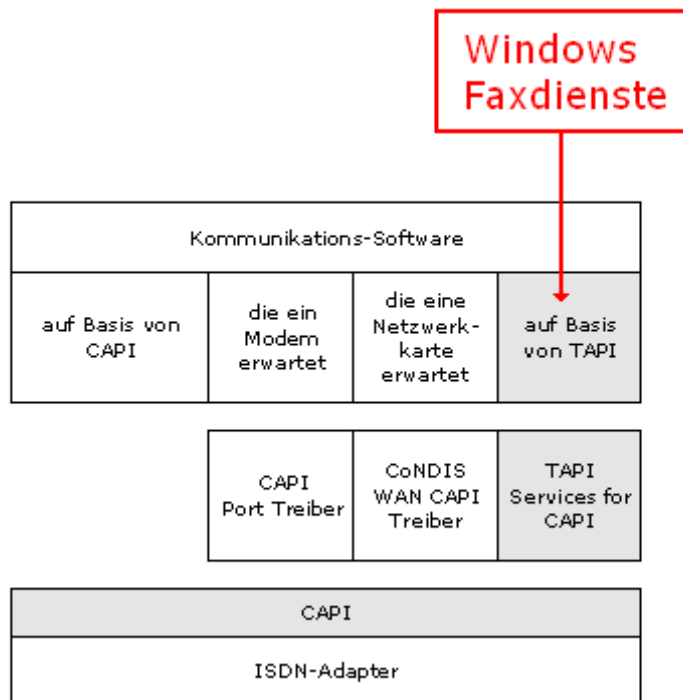 Windows
Faxdienste
Kommunikations-Software
auf Basis von
CAPI
die ein
Modem
erwartet
die eine
Netzwerk-
karte
erwartet
auf Basis
von TAPI
CAPI
Port Treiber
CoNDIS
WAN CAPI
Treiber
TAPI
Services for
CAPI
CAPI
ISDN-Adapter